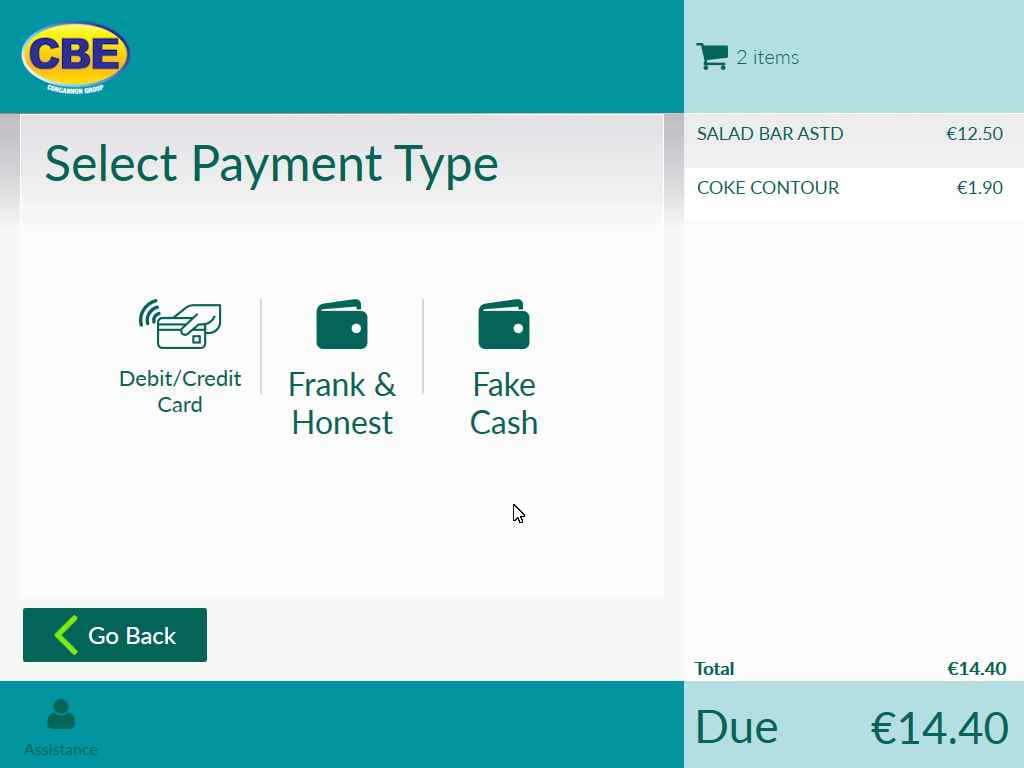 CBE
CONCANNON GROUP
2 items
Select Payment Type
SALAD BAR ASTD €12.50
COKE CONTOUR €1.90
Debit/Credit
Card
Frank &
Honest
Fake
Cash
Go Back
Total €14.40
Assistance
Due €14.40